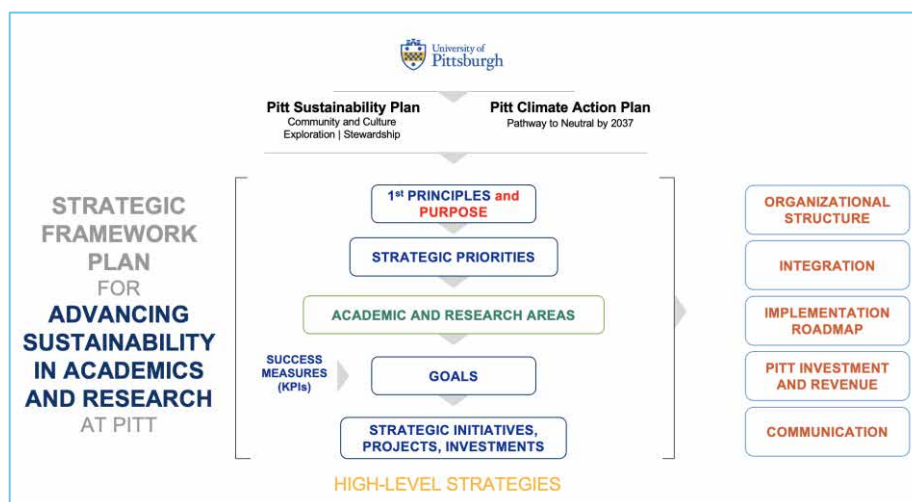 University of
Pittsburgh
Pitt Sustainability Plan
Community and Culture
Exploration | Stewardship
Pitt Climate Action Plan
Pathway to Neutral by 2037
STRATEGIC
FRAMEWORK
PLAN
FOR
ADVANCING
SUSTAINABILITY
IN ACADEMICS
AND RESEARCH
AT PITT
1st PRINCIPLES and
PURPOSE
STRATEGIC PRIORITIES
ACADEMIC AND RESEARCH AREAS
SUCCESS
MEASURES
(KPIs)
GOALS
STRATEGIC INITIATIVES,
PROJECTS, INVESTMENTS
HIGH-LEVEL STRATEGIES
ORGANIZATIONAL
STRUCTURE
INTEGRATION
IMPLEMENTATION
ROADMAP
PITT INVESTMENT
AND REVENUE
COMMUNICATION